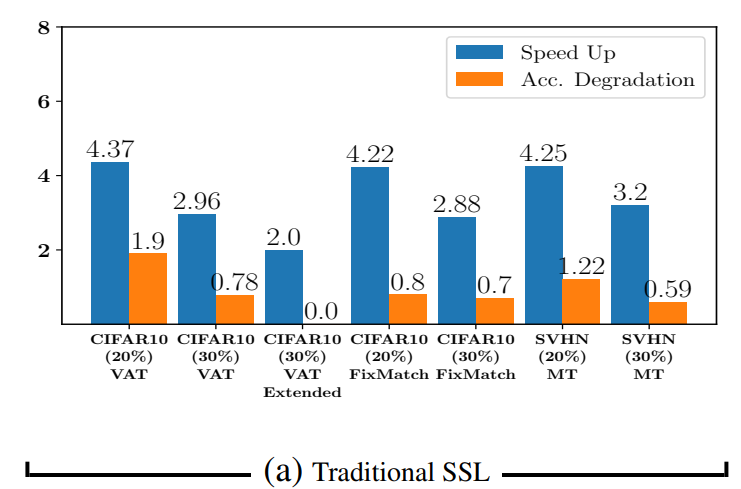 8
6
4
2
Speed Up
Acc. Degradation
4.37
1.9
2.96
0.78
2.0
0.0
4.22
0.8
2.88
0.7
4.25
1.22
3.2
0.59
CIFAR10 CIFAR10 CIFAR10 CIFAR10 CIFAR10 SVHN SVHN
(20%) (30%) (30%) (20%) (30%) (20%) (30%)
VAT VAT VAT FixMatch FixMatch MT MT
Extended
(a) Traditional SSL